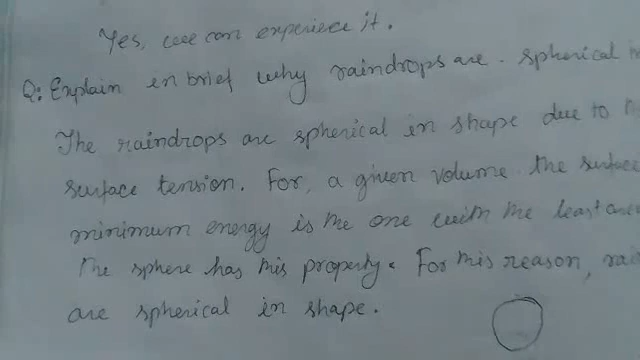 Yes, we can experience it.
Q: Explain in brief why raindrops are. spherical
The raindrops are spherical in shape due to
surface tension. For, a given volume the surface
minimum energy is the one with the least
the sphere has this property. For this reason,
are spherical in shape.